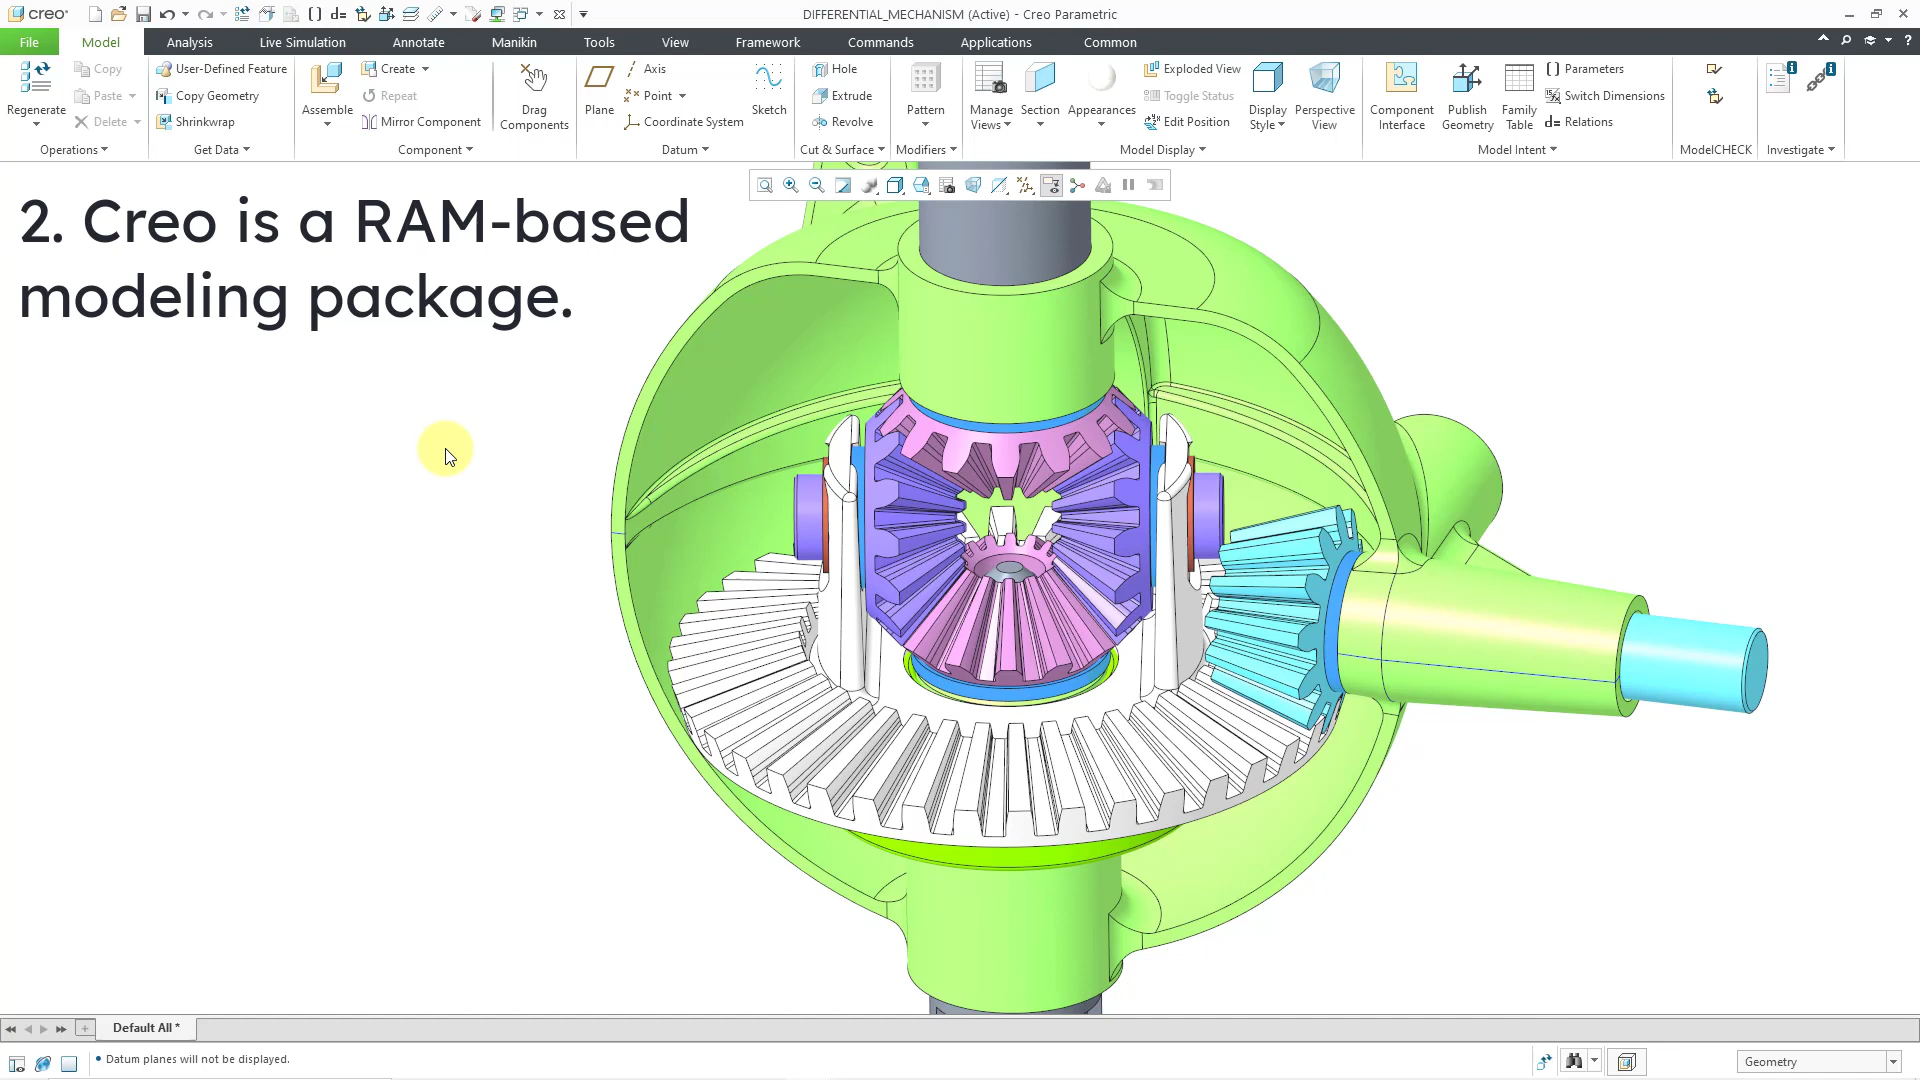 creo
DIFFERENTIAL_MECHANISM (Active) - Creo Parametric
File
Model
Analysis
Live Simulation
Annotate
Manikin
Tools
View
Framework
Commands
Applications
Common
Regenerate
Copy
Paste
Delete
Operations
User-Defined Feature
Copy Geometry
Shrinkwrap
Get Data
Assemble
Create
Repeat
Mirror Component
Component
Drag
Components
Plane
Axis
Point
Coordinate System
Sketch
Datum
Hole
Extrude
Revolve
Cut & Surface
Pattern
Modifiers
Manage
Views
Section
Appearances
Exploded View
Toggle Status
Edit Position
Display
Style
Perspective
View
Model Display
Component
Interface
Publish
Geometry
Family
Table
Parameters
Switch Dimensions
d= Relations
Model Intent
ModelCHECK
Investigate
2. Creo is a RAM-based
modeling package.
Default All *
• Datum planes will not be displayed.
Geometry